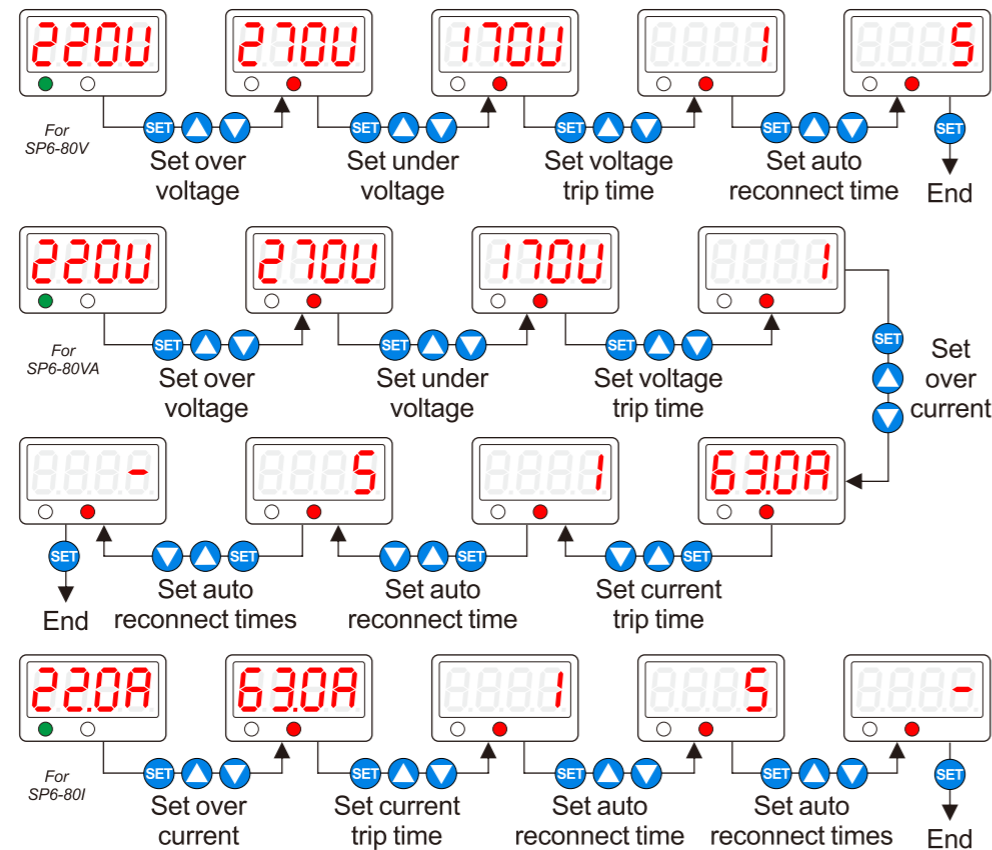 220U 270U 170U 1 5
For
SP6-80V
SET SET SET SET SET
Set over
voltage
Set under
voltage
Set voltage
trip time
Set auto
reconnect time
End
220U 270U 170U 1
For
SP6-80VA
SET SET SET SET
Set over
voltage
Set under
voltage
Set voltage
trip time
Set
over
current
- 5 1 63.0A
SET SET SET SET
End
Set auto
reconnect times
Set auto
reconnect time
Set current
trip time
22.0A 63.0A 1 5 -
For
SP6-80I
SET SET SET SET SET
Set over
current
Set current
trip time
Set auto
reconnect time
Set auto
reconnect times
End